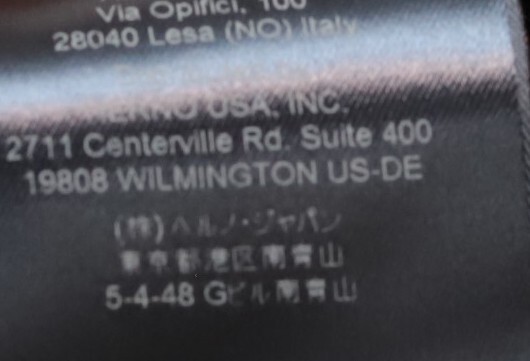 Via Opifici, 100
28040 Lesa (NO) Italy
HERNO USA, INC.
2711 Centerville Rd. Suite 400
19808 WILMINGTON US-DE
(株)ヘルノ・ジャパン
東京都港区南青山
5-4-48 Gビル南青山